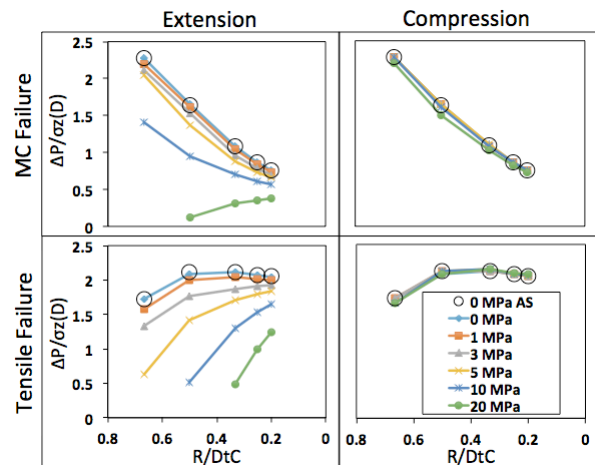 Extension
Compression
MC Failure
ΔP/σz(D)
2.5
2
1.5
1
0.5
0
Tensile Failure
ΔP/σz(D)
2.5
2
1.5
1
0.5
0
0 MPa AS
0 MPa
1 MPa
3 MPa
5 MPa
10 MPa
20 MPa
0.8 0.6 0.4 0.2 0
R/DtC
0.8 0.6 0.4 0.2 0
R/DtC